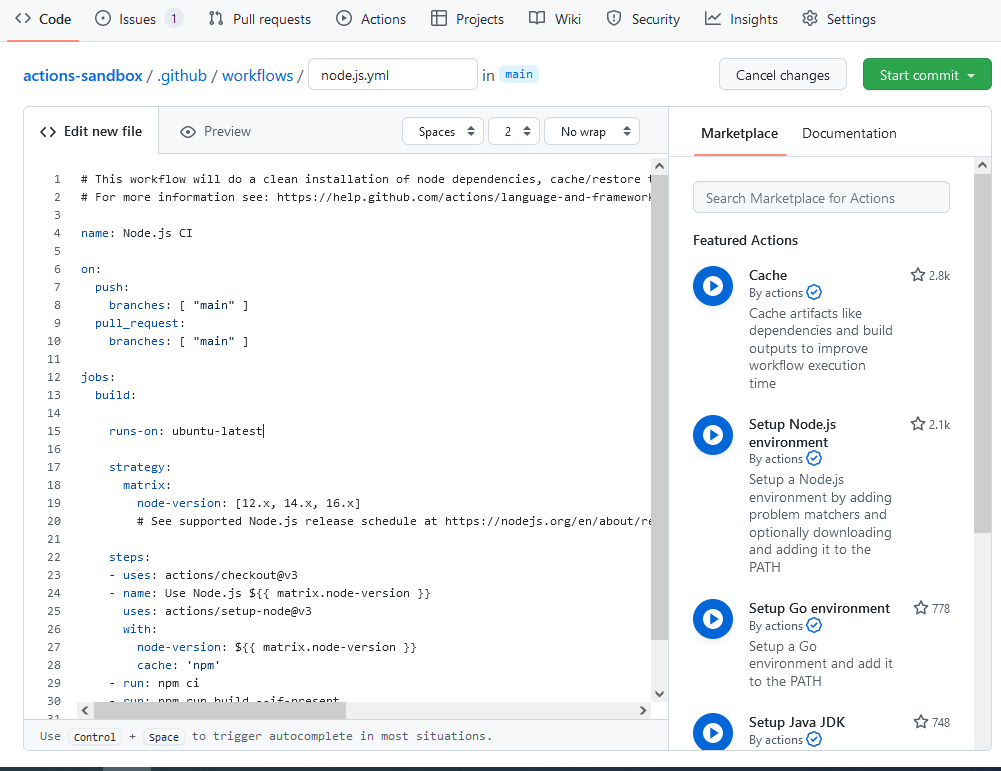 Code Issues 1 Pull requests Actions Projects Wiki Security Insights Settings
actions-sandbox / .github / workflows / node.js.yml in main Cancel changes Start commit
Edit new file Preview Spaces 2 No wrap
1 # This workflow will do a clean installation of node dependencies, cache/restore
2 # For more information see: https://help.github.com/actions/language-and-framework
3
4 name: Node.js CI
5
6 on:
7 push:
8 branches: [ "main" ]
9 pull_request:
10 branches: [ "main" ]
11
12 jobs:
13 build:
14
15 runs-on: ubuntu-latest
16
17 strategy:
18 matrix:
19 node-version: [12.x, 14.x, 16.x]
20 # See supported Node.js release schedule at https://nodejs.org/en/about/re
21
22 steps:
23 - uses: actions/checkout@v3
24 - name: Use Node.js ${{ matrix.node-version }}
25 uses: actions/setup-node@v3
26 with:
27 node-version: ${{ matrix.node-version }}
28 cache: 'npm'
29 - run: npm ci
30 - run: npm run build --if-present
31
Use Control + Space to trigger autocomplete in most situations.
Marketplace Documentation
Search Marketplace for Actions
Featured Actions
Cache 2.8k
By actions
Cache artifacts like
dependencies and build
outputs to improve
workflow execution
time
Setup Node.js 2.1k
environment
By actions
Setup a Node.js
environment by adding
problem matchers and
optionally downloading
and adding it to the
PATH
Setup Go environment 778
By actions
Setup a Go
environment and add it
to the PATH
Setup Java JDK 748
By actions